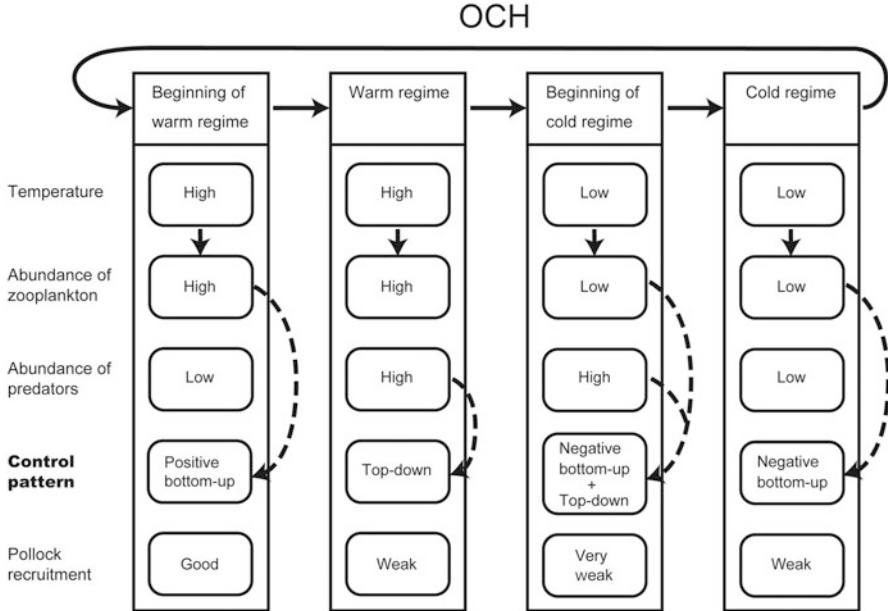 OCH
Beginning of
warm regime
Warm regime
Beginning of
cold regime
Cold regime
Temperature
High
High
Low
Low
Abundance of
zooplankton
High
High
Low
Low
Abundance of
predators
Low
High
High
Low
Control
pattern
Positive
bottom-up
Top-down
Negative
bottom-up
+
Top-down
Negative
bottom-up
Pollock
recruitment
Good
Weak
Very
weak
Weak